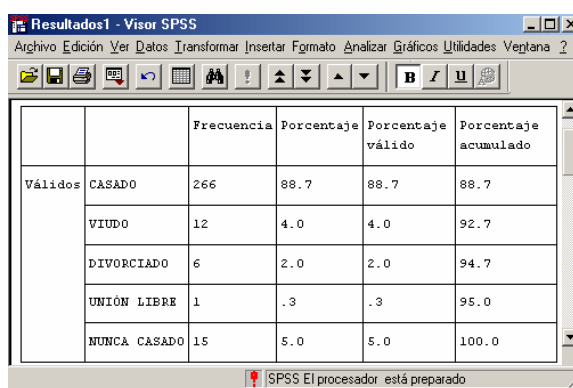 Resultados1 - Visor SPSS
Archivo Edición Ver Datos Transformar Insertar Formato Analizar Gráficos Utilidades Ventana ?
B I u
Frecuencia Porcentaje Porcentaje válido Porcentaje acumulado
Válidos CASADO 266 88.7 88.7 88.7
VIUDO 12 4.0 4.0 92.7
DIVORCIADO 6 2.0 2.0 94.7
UNIÓN LIBRE 1 .3 .3 95.0
NUNCA CASADO 15 5.0 5.0 100.0
SPSS El procesador está preparado